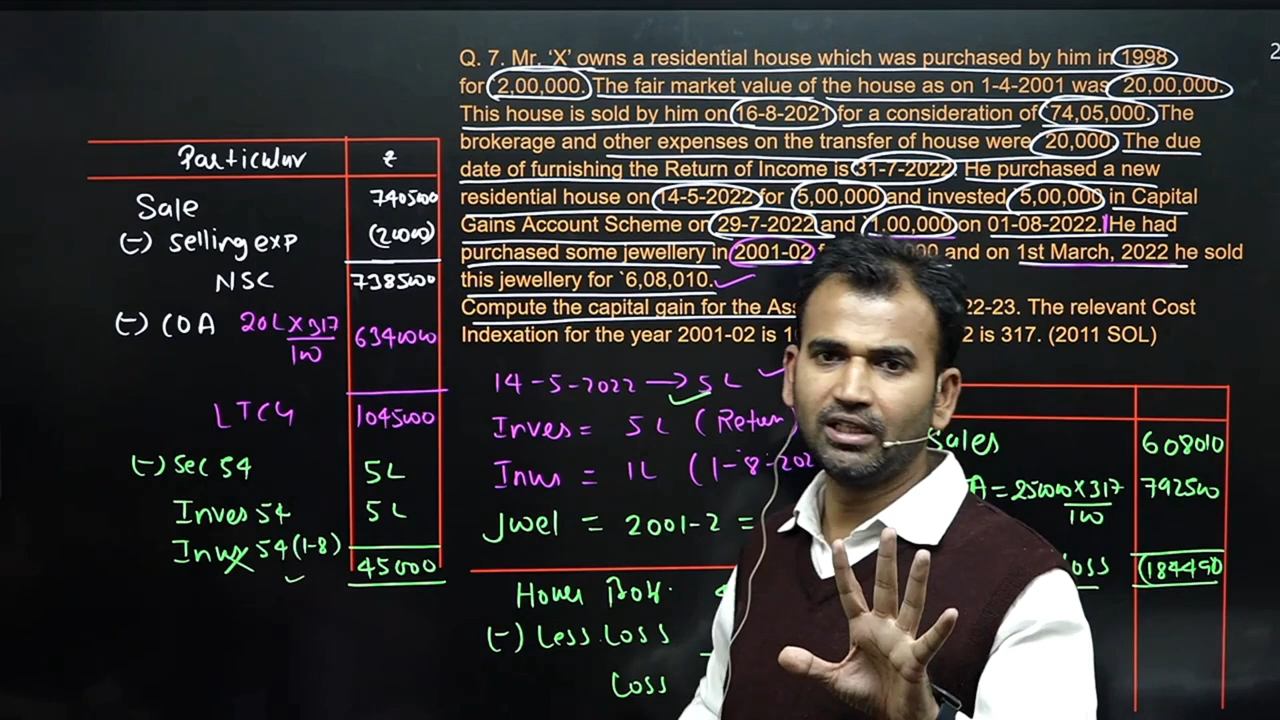 Q. 7. Mr. ‘X’ owns a residential house which was purchased by him in 1998
for 2,00,000. The fair market value of the house as on 1-4-2001 was 20,00,000.
This house is sold by him on 16-8-2021 for a consideration of 74,05,000. The
brokerage and other expenses on the transfer of house were 20,000 The due
date of furnishing the Return of Income is 31-7-2022. He purchased a new
residential house on 14-5-2022 for `5,00,000 and invested `5,00,000 in Capital
Gains Account Scheme on 29-7-2022 and `1,00,000 on 01-08-2022. He had
purchased some jewellery in 2001-02 and on 1st March, 2022 he sold
this jewellery for `6,08,010.
Compute the capital gain for the 22-23. The relevant Cost
Indexation for the year 2001-02 is 2 is 317. (2011 SOL)
Particular ₹
Sale 7405000
(-) Selling exp (20000)
NSC 7385000
(-) COA 20L×317/100 6340000
LTCG 1045000
(-) Sec 54 5L
Inves 54 5L
Inves 54 (1-8)
45000
14-5-2022 → 5L
Inves = 5L (Return
Inves = 1L (1-8-202
Jwel = 2001-2 =
Sales 608010
A = 250000×317/100 792500
oss (184490)
(-) Less Loss
Loss
2